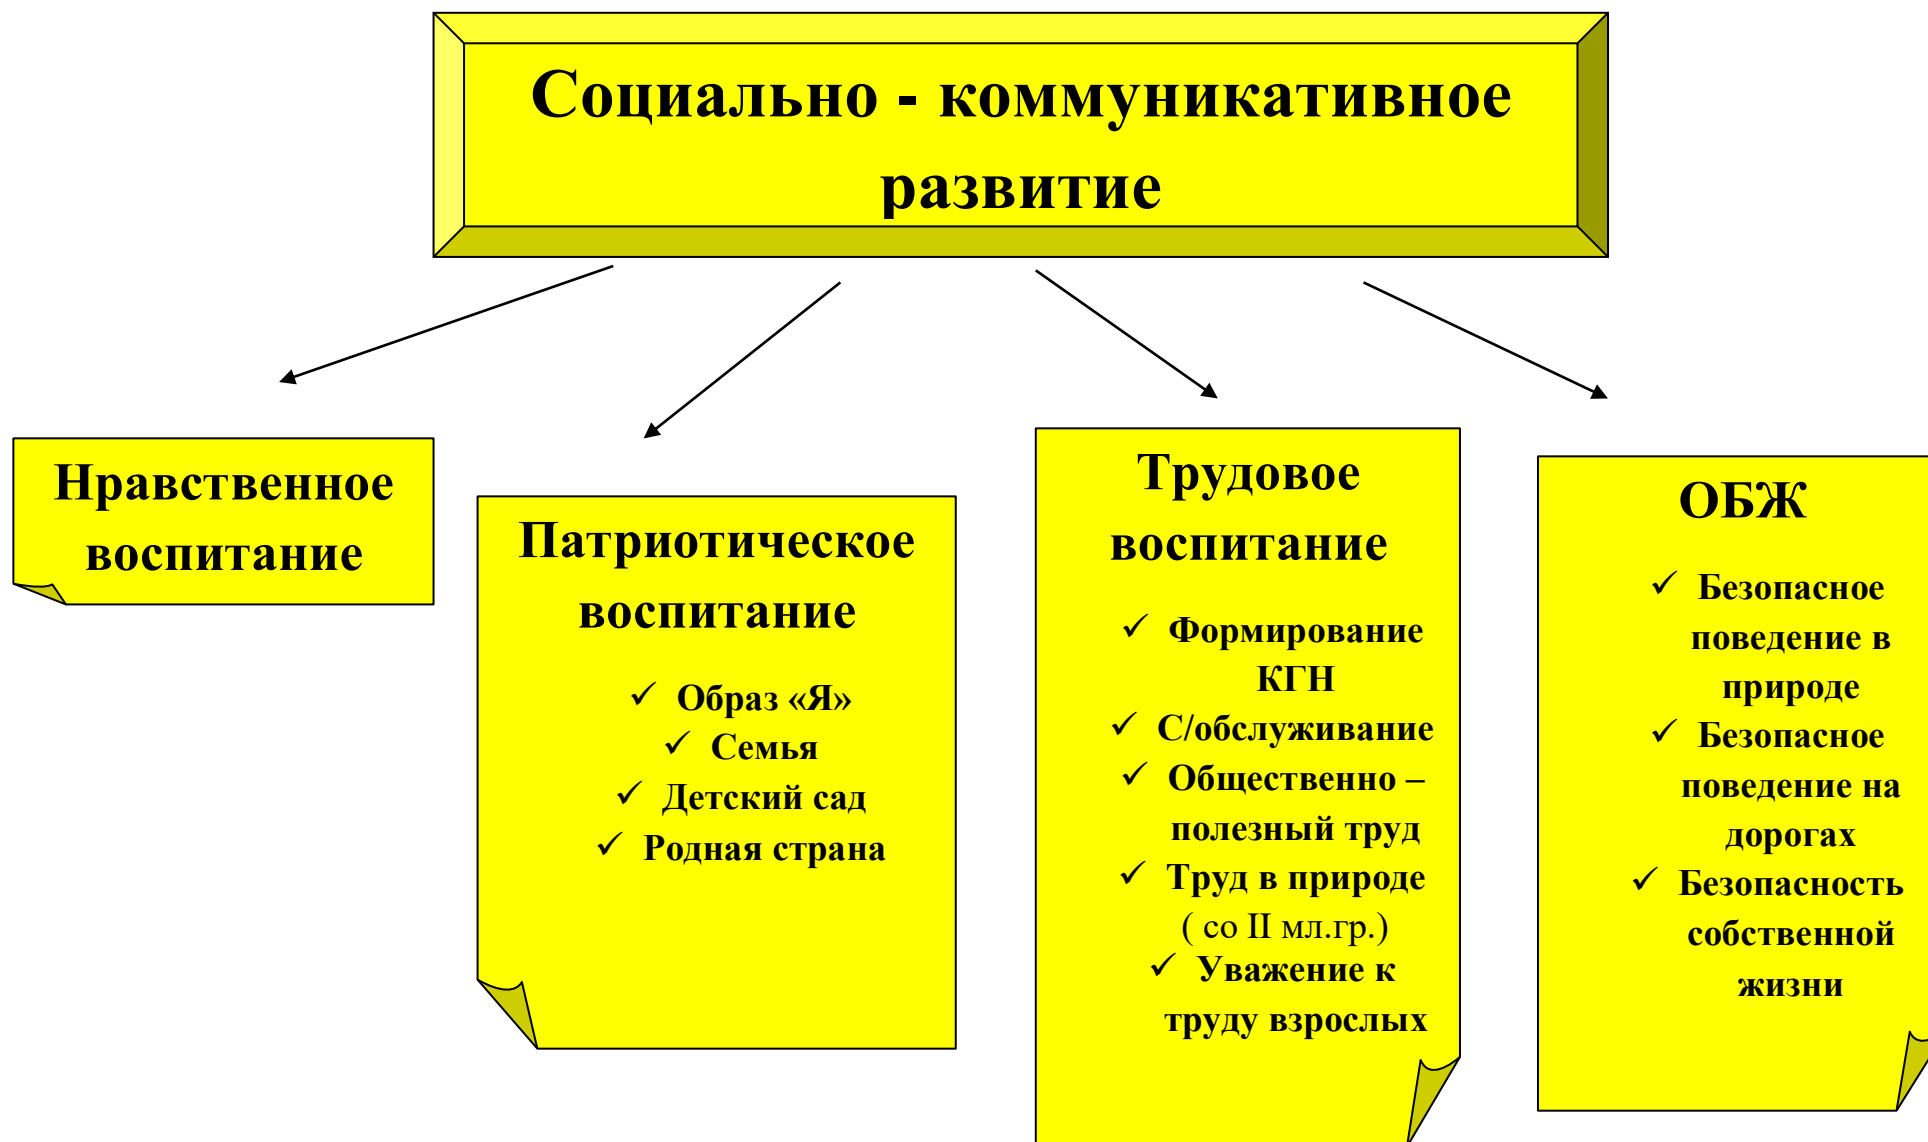 Социально - коммуникативное
развитие
Нравственное
воспитание
Патриотическое
воспитание
✓ Образ «Я»
✓ Семья
✓ Детский сад
✓ Родная страна
Трудовое
воспитание
✓ Формирование
КГН
✓ С/обслуживание
✓ Общественно –
полезный труд
✓ Труд в природе
( со II мл.гр.)
✓ Уважение к
труду взрослых
ОБЖ
✓ Безопасное
поведение в
природе
✓ Безопасное
поведение на
дорогах
✓ Безопасность
собственной
жизни